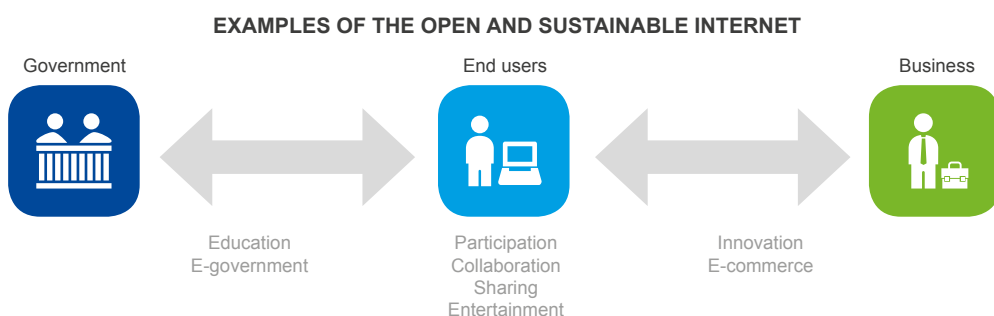 EXAMPLES OF THE OPEN AND SUSTAINABLE INTERNET
Government
End users
Business
Education
E-government
Participation
Collaboration
Sharing
Entertainment
Innovation
E-commerce